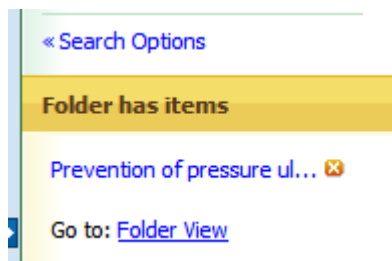 « Search Options
Folder has items
Prevention of pressure ul...
Go to: Folder View